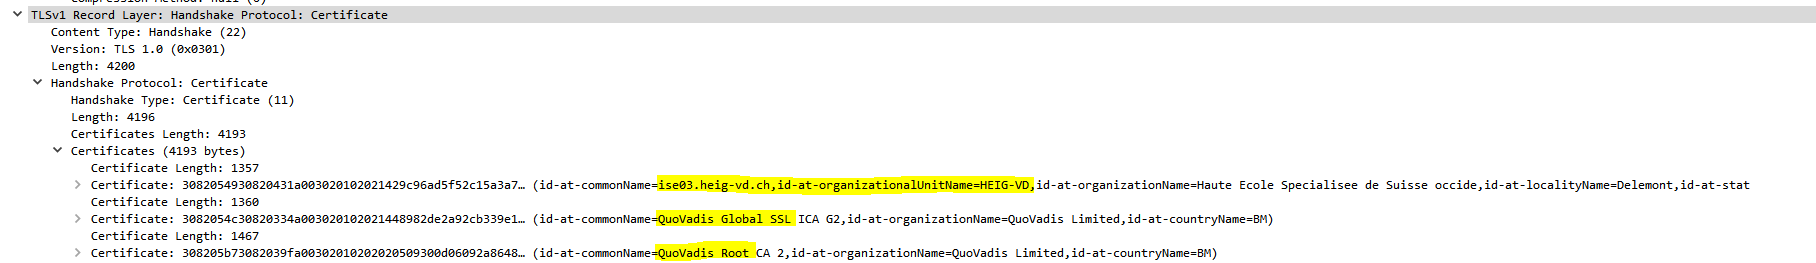 TLSv1 Record Layer: Handshake Protocol: Certificate
Content Type: Handshake (22)
Version: TLS 1.0 (0x0301)
Length: 4200
Handshake Protocol: Certificate
Handshake Type: Certificate (11)
Length: 4196
Certificates Length: 4193
Certificates (4193 bytes)
Certificate Length: 1357
Certificate: 3082054930820431a003020102021429c96ad5f52c15a3a7… (id-at-commonName=ise03.heig-vd.ch,id-at-organizationalUnitName=HEIG-VD,id-at-organizationName=Haute Ecole Specialisee de Suisse occide,id-at-localityName=Delemont,id-at-stat
Certificate Length: 1360
Certificate: 3082054c30820334a003020102021448982de2a92cb339e1… (id-at-commonName=QuoVadis Global SSL ICA G2,id-at-organizationName=QuoVadis Limited,id-at-countryName=BM)
Certificate Length: 1467
Certificate: 308205b73082039fa00302010202020509300d06092a8648… (id-at-commonName=QuoVadis Root CA 2,id-at-organizationName=QuoVadis Limited,id-at-countryName=BM)